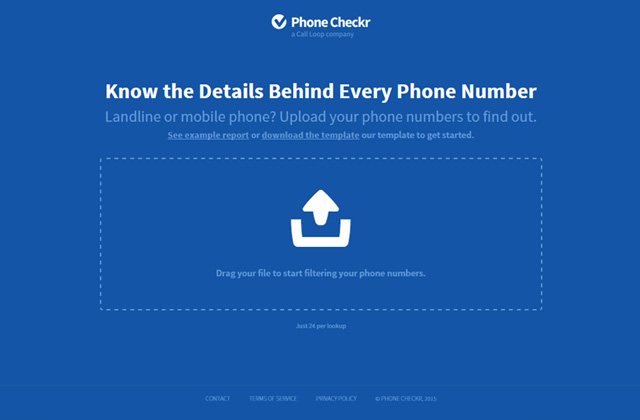 Phone Checkr
a Call Loop company
Know the Details Behind Every Phone Number
Landline or mobile phone? Upload your phone numbers to find out.
See example report or download the template our template to get started.
Drag your file to start filtering your phone numbers.
Just 2¢ per lookup
CONTACT TERMS OF SERVICE PRIVACY POLICY © PHONE CHECKR, 2015